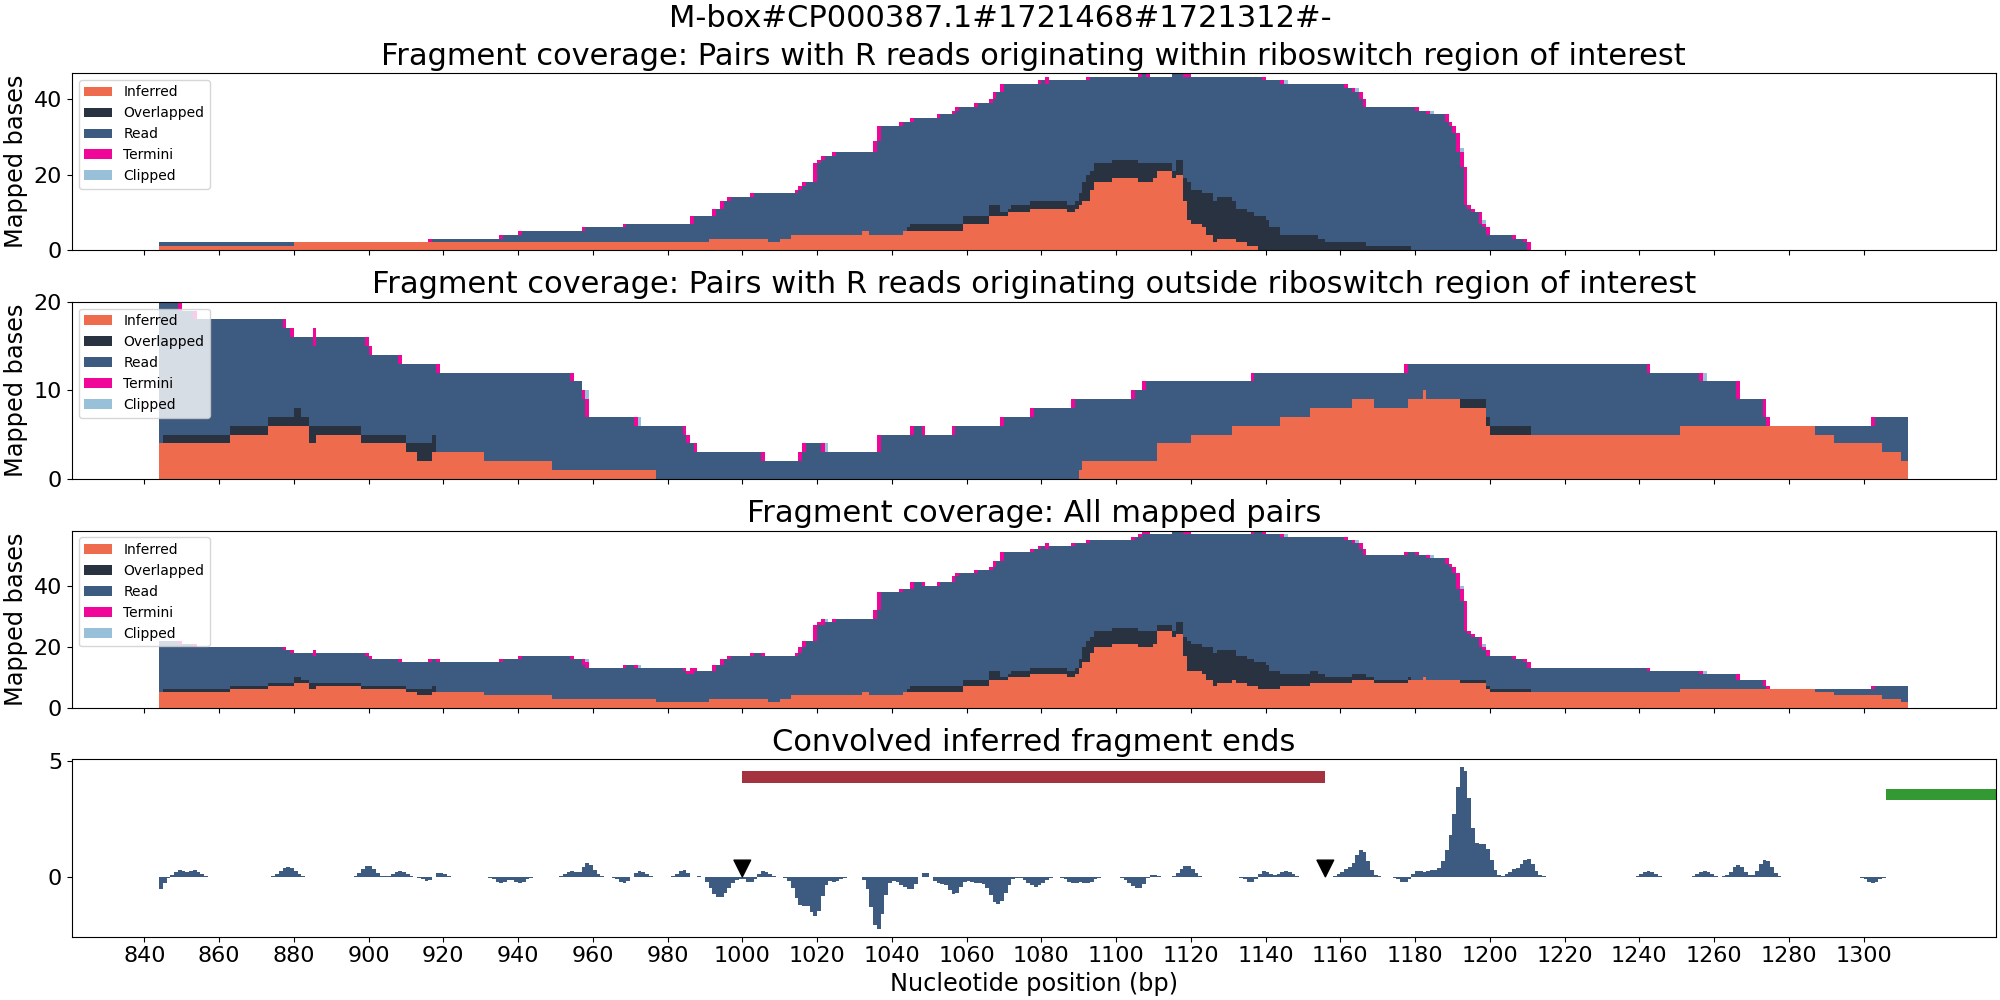 M-box#CP000387.1#1721468#1721312#-
Fragment coverage: Pairs with R reads originating within riboswitch region of interest
Mapped bases
40
20
0
Inferred
Overlapped
Read
Termini
Clipped
Fragment coverage: Pairs with R reads originating outside riboswitch region of interest
Mapped bases
20
10
0
Inferred
Overlapped
Read
Termini
Clipped
Fragment coverage: All mapped pairs
Mapped bases
40
20
0
Inferred
Overlapped
Read
Termini
Clipped
Convolved inferred fragment ends
5
0
840 860 880 900 920 940 960 980 1000 1020 1040 1060 1080 1100 1120 1140 1160 1180 1200 1220 1240 1260 1280 1300
Nucleotide position (bp)